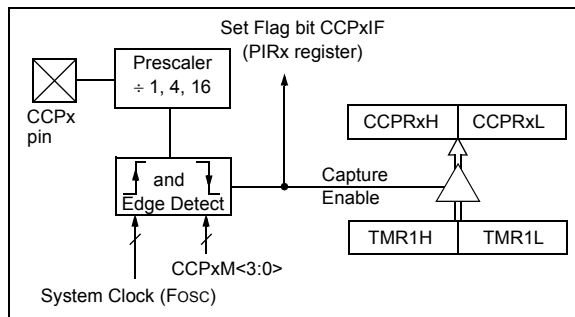 Set Flag bit CCPxIF
(PIRx register)
Prescaler
÷ 1, 4, 16
CCPx
pin
CCPRxH
CCPRxL
and
Edge Detect
Capture
Enable
TMR1H
TMR1L
CCPxM<3:0>
System Clock (FOSC)